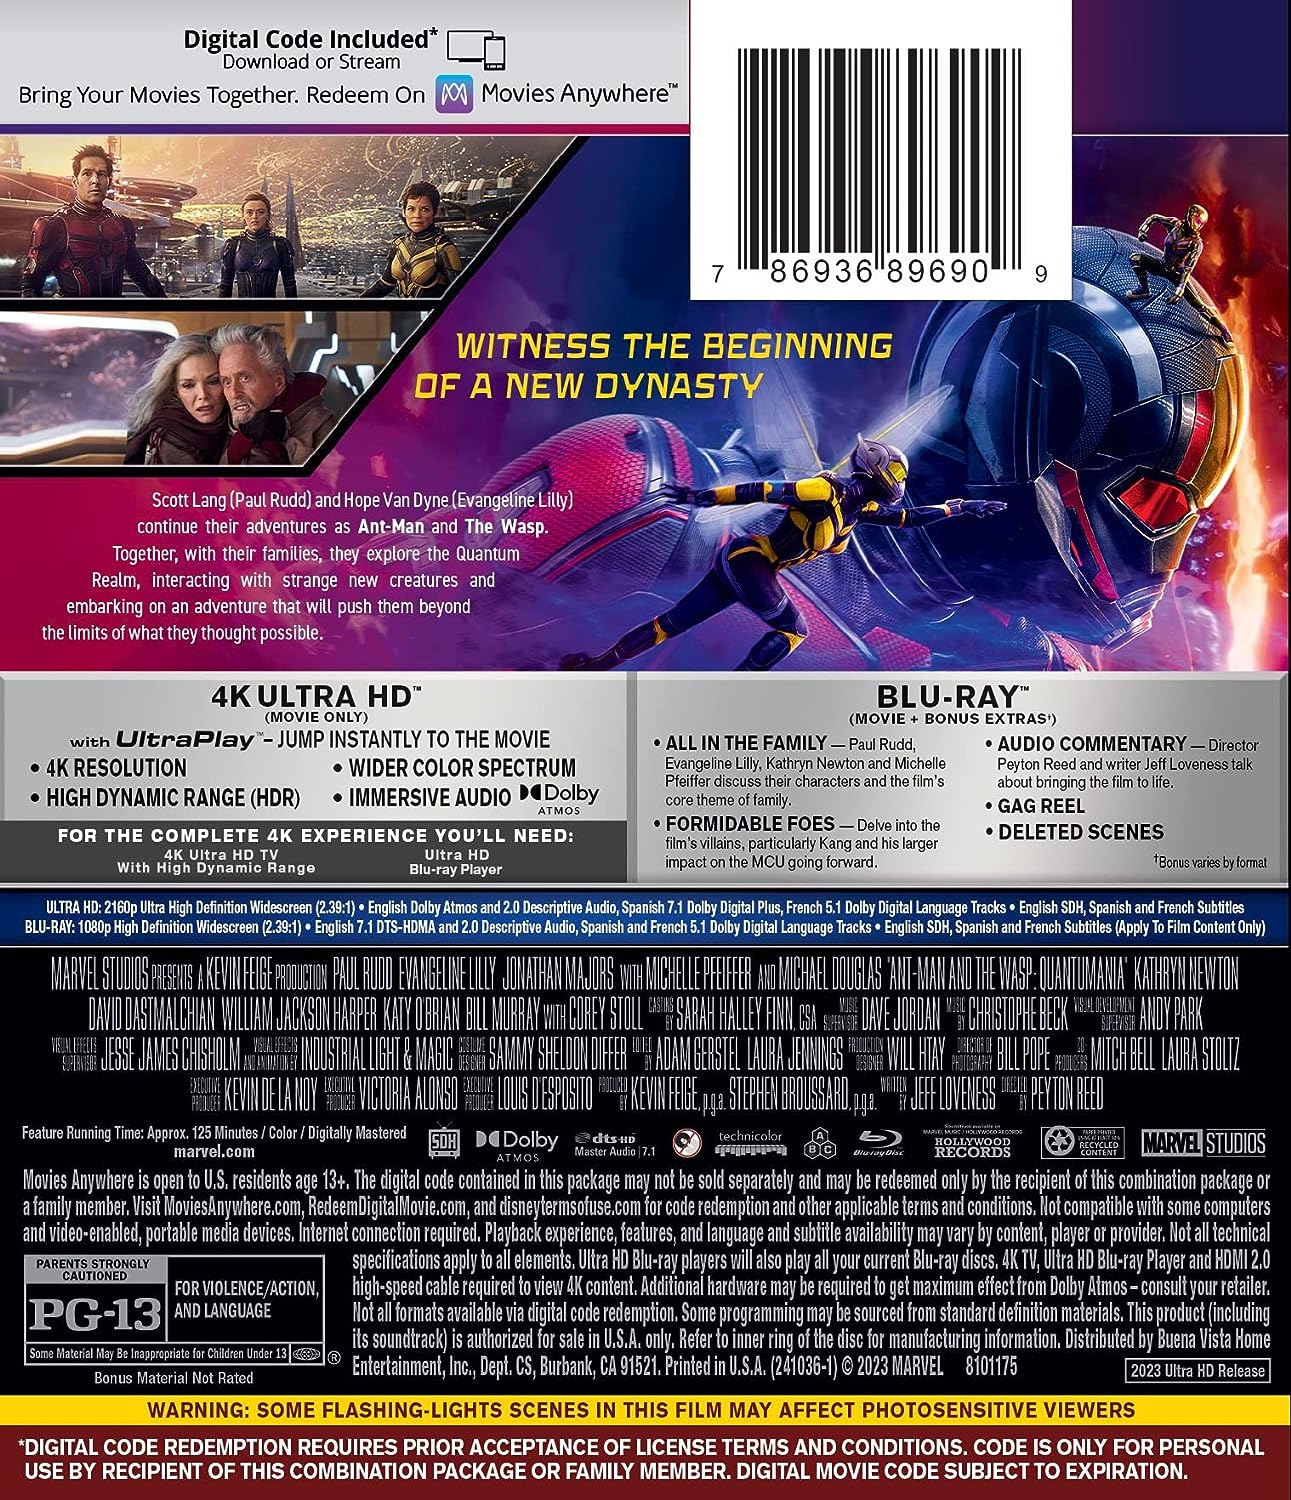 Digital Code Included*
Download or Stream
Bring Your Movies Together. Redeem On MA Movies Anywhere™
7 86936 89690 9
WITNESS THE BEGINNING
OF A NEW DYNASTY
Scott Lang (Paul Rudd) and Hope Van Dyne (Evangeline Lilly)
continue their adventures as Ant-Man and The Wasp.
Together, with their families, they explore the Quantum
Realm, interacting with strange new creatures and
embarking on an adventure that will push them beyond
the limits of what they thought possible.
4K ULTRA HD™
(MOVIE ONLY)
with UltraPlay™ - JUMP INSTANTLY TO THE MOVIE
• 4K RESOLUTION
• HIGH DYNAMIC RANGE (HDR)
• WIDER COLOR SPECTRUM
• IMMERSIVE AUDIO Dolby
ATMOS
FOR THE COMPLETE 4K EXPERIENCE YOU'LL NEED:
4K Ultra HD TV
With High Dynamic Range
Ultra HD
Blu-ray Player
BLU-RAY™
(MOVIE + BONUS EXTRAS†)
• ALL IN THE FAMILY — Paul Rudd,
Evangeline Lilly, Kathryn Newton and Michelle
Pfeiffer discuss their characters and the film's
core theme of family.
• FORMIDABLE FOES — Delve into the
film's villains, particularly Kang and his larger
impact on the MCU going forward.
• AUDIO COMMENTARY — Director
Peyton Reed and writer Jeff Loveness talk
about bringing the film to life.
• GAG REEL
• DELETED SCENES
†Bonus varies by format
ULTRA HD: 2160p Ultra High Definition Widescreen (2.39:1) • English Dolby Atmos and 2.0 Descriptive Audio, Spanish 7.1 Dolby Digital Plus, French 5.1 Dolby Digital Language Tracks • English SDH, Spanish and French Subtitles
BLU-RAY: 1080p High Definition Widescreen (2.39:1) • English 7.1 DTS-HDMA and 2.0 Descriptive Audio, Spanish and French 5.1 Dolby Digital Language Tracks • English SDH, Spanish and French Subtitles (Apply To Film Content Only)
MARVEL STUDIOS PRESENTS A KEVIN FEIGE PRODUCTION PAUL RUDD EVANGELINE LILLY JONATHAN MAJORS WITH MICHELLE PFEIFFER AND MICHAEL DOUGLAS "ANT-MAN AND THE WASP: QUANTUMANIA" KATHRYN NEWTON
DAVID DASTMALCHIAN WILLIAM JACKSON HARPER KATY O'BRIAN BILL MURRAY WITH COREY STOLL CASTING BY SARAH HALLEY FINN, CSA MUSIC SUPERVISOR DAVE JORDAN MUSIC BY CHRISTOPHE BECK VISUAL DEVELOPMENT SUPERVISOR ANDY PARK
VISUAL EFFECTS SUPERVISOR JESSE JAMES CHISHOLM VISUAL EFFECTS AND ANIMATION BY INDUSTRIAL LIGHT & MAGIC COSTUME DESIGNER SAMMY SHELDON DIFFER EDITED BY ADAM GERSTEL LAURA JENNINGS PRODUCTION DESIGNER WILL HTAY DIRECTOR OF PHOTOGRAPHY BILL POPE CO-PRODUCERS MITCH BELL LAURA STOLTZ
EXECUTIVE PRODUCER KEVIN DE LA NOY EXECUTIVE PRODUCER VICTORIA ALONSO EXECUTIVE PRODUCER LOUIS D'ESPOSITO PRODUCED BY KEVIN FEIGE, p.g.a. STEPHEN BROUSSARD, p.g.a. WRITTEN BY JEFF LOVENESS DIRECTED BY PEYTON REED
Feature Running Time: Approx. 125 Minutes / Color / Digitally Mastered
marvel.com
SDH
Dolby
ATMOS
dts-HD
Master Audio | 7.1
technicolor
A B C
Blu-ray Disc
Soundtrack available on
MARVEL MUSIC / HOLLYWOOD RECORDS
HOLLYWOOD
RECORDS
PAPER PRINTED
USING AT LEAST 10%
RECYCLED
CONTENT
MARVEL STUDIOS
Movies Anywhere is open to U.S. residents age 13+. The digital code contained in this package may not be sold separately and may be redeemed only by the recipient of this combination package or
a family member. Visit MoviesAnywhere.com, RedeemDigitalMovie.com, and disneytermsofuse.com for code redemption and other applicable terms and conditions. Not compatible with some computers
and video-enabled, portable media devices. Internet connection required. Playback experience, features, and language and subtitle availability may vary by content, player or provider. Not all technical
specifications apply to all elements. Ultra HD Blu-ray players will also play all your current Blu-ray discs. 4K TV, Ultra HD Blu-ray Player and HDMI 2.0
high-speed cable required to view 4K content. Additional hardware may be required to get maximum effect from Dolby Atmos – consult your retailer.
Not all formats available via digital code redemption. Some programming may be sourced from standard definition materials. This product (including
its soundtrack) is authorized for sale in U.S.A. only. Refer to inner ring of the disc for manufacturing information. Distributed by Buena Vista Home
Entertainment, Inc., Dept. CS, Burbank, CA 91521. Printed in U.S.A. (241036-1) © 2023 MARVEL 8101175
2023 Ultra HD Release
PARENTS STRONGLY
CAUTIONED
PG-13
FOR VIOLENCE/ACTION,
AND LANGUAGE
Some Material May Be Inappropriate for Children Under 13
®
Bonus Material Not Rated
WARNING: SOME FLASHING-LIGHTS SCENES IN THIS FILM MAY AFFECT PHOTOSENSITIVE VIEWERS
*DIGITAL CODE REDEMPTION REQUIRES PRIOR ACCEPTANCE OF LICENSE TERMS AND CONDITIONS. CODE IS ONLY FOR PERSONAL
USE BY RECIPIENT OF THIS COMBINATION PACKAGE OR FAMILY MEMBER. DIGITAL MOVIE CODE SUBJECT TO EXPIRATION.